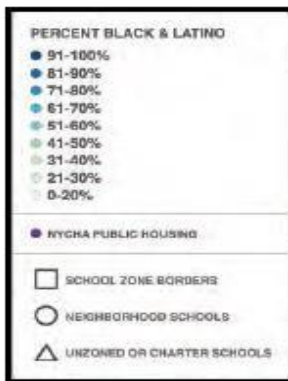 PERCENT BLACK & LATINO
91-100%
81-90%
71-80%
61-70%
51-60%
41-50%
31-40%
21-30%
0-20%
NYCHA PUBLIC HOUSING
SCHOOL ZONE BORDERS
NEIGHBORHOOD SCHOOLS
UNZONED OR CHARTER SCHOOLS